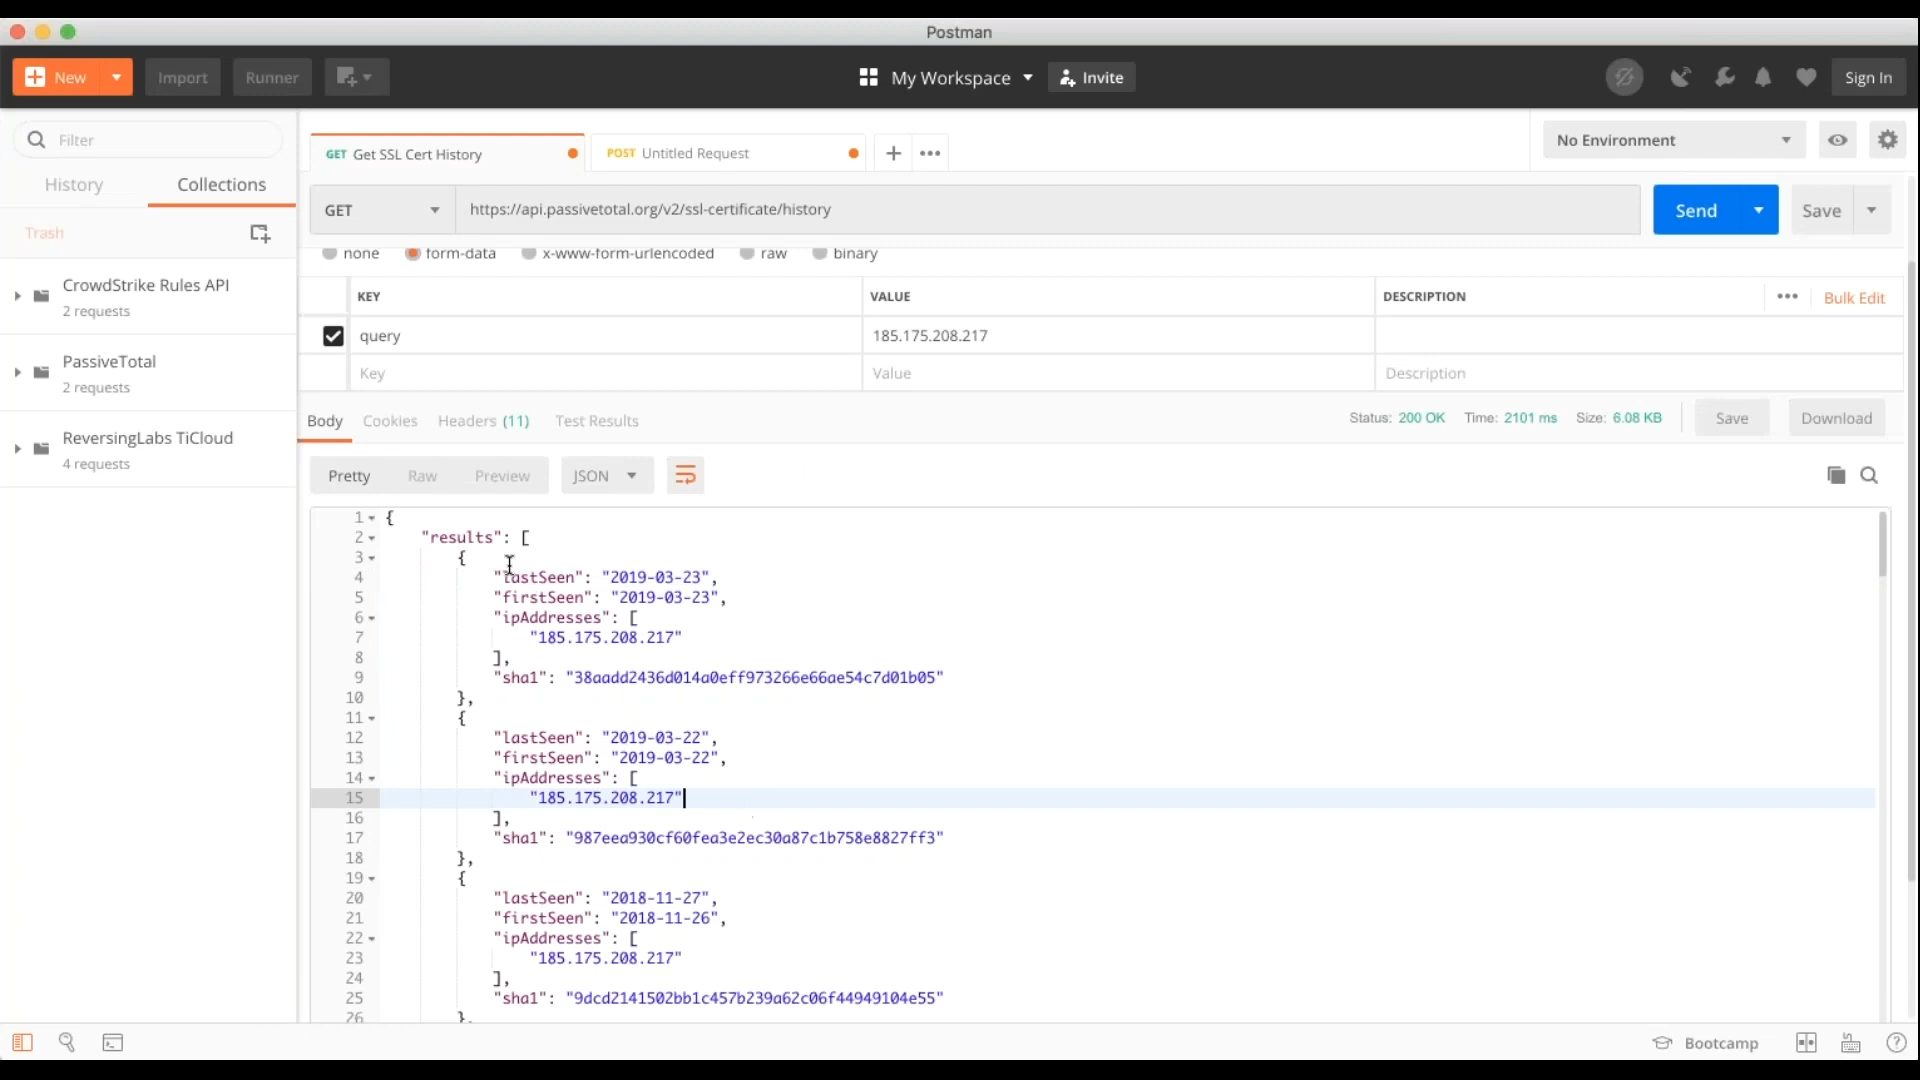 Postman
New
Import
Runner
My Workspace
Invite
Sign In
Filter
History
Collections
Trash
CrowdStrike Rules API
2 requests
PassiveTotal
2 requests
ReversingLabs TiCloud
4 requests
GET Get SSL Cert History
POST Untitled Request
No Environment
GET
https://api.passivetotal.org/v2/ssl-certificate/history
Send
Save
none
form-data
x-www-form-urlencoded
raw
binary
KEY
VALUE
DESCRIPTION
Bulk Edit
query
185.175.208.217
Key
Value
Description
Body
Cookies
Headers (11)
Test Results
Status: 200 OK
Time: 2101 ms
Size: 6.08 KB
Save
Download
Pretty
Raw
Preview
JSON
1 {
2 "results": [
3 {
4 "lastSeen": "2019-03-23",
5 "firstSeen": "2019-03-23",
6 "ipAddresses": [
7 "185.175.208.217"
8 ],
9 "sha1": "38aadd2436d014a0eff973266e66ae54c7d01b05"
10 },
11 {
12 "lastSeen": "2019-03-22",
13 "firstSeen": "2019-03-22",
14 "ipAddresses": [
15 "185.175.208.217"
16 ],
17 "sha1": "987eea930cf60fea3e2ec30a87c1b758e8827ff3"
18 },
19 {
20 "lastSeen": "2018-11-27",
21 "firstSeen": "2018-11-26",
22 "ipAddresses": [
23 "185.175.208.217"
24 ],
25 "sha1": "9dcd2141502bb1c457b239a62c06f44949104e55"
26 },
Bootcamp